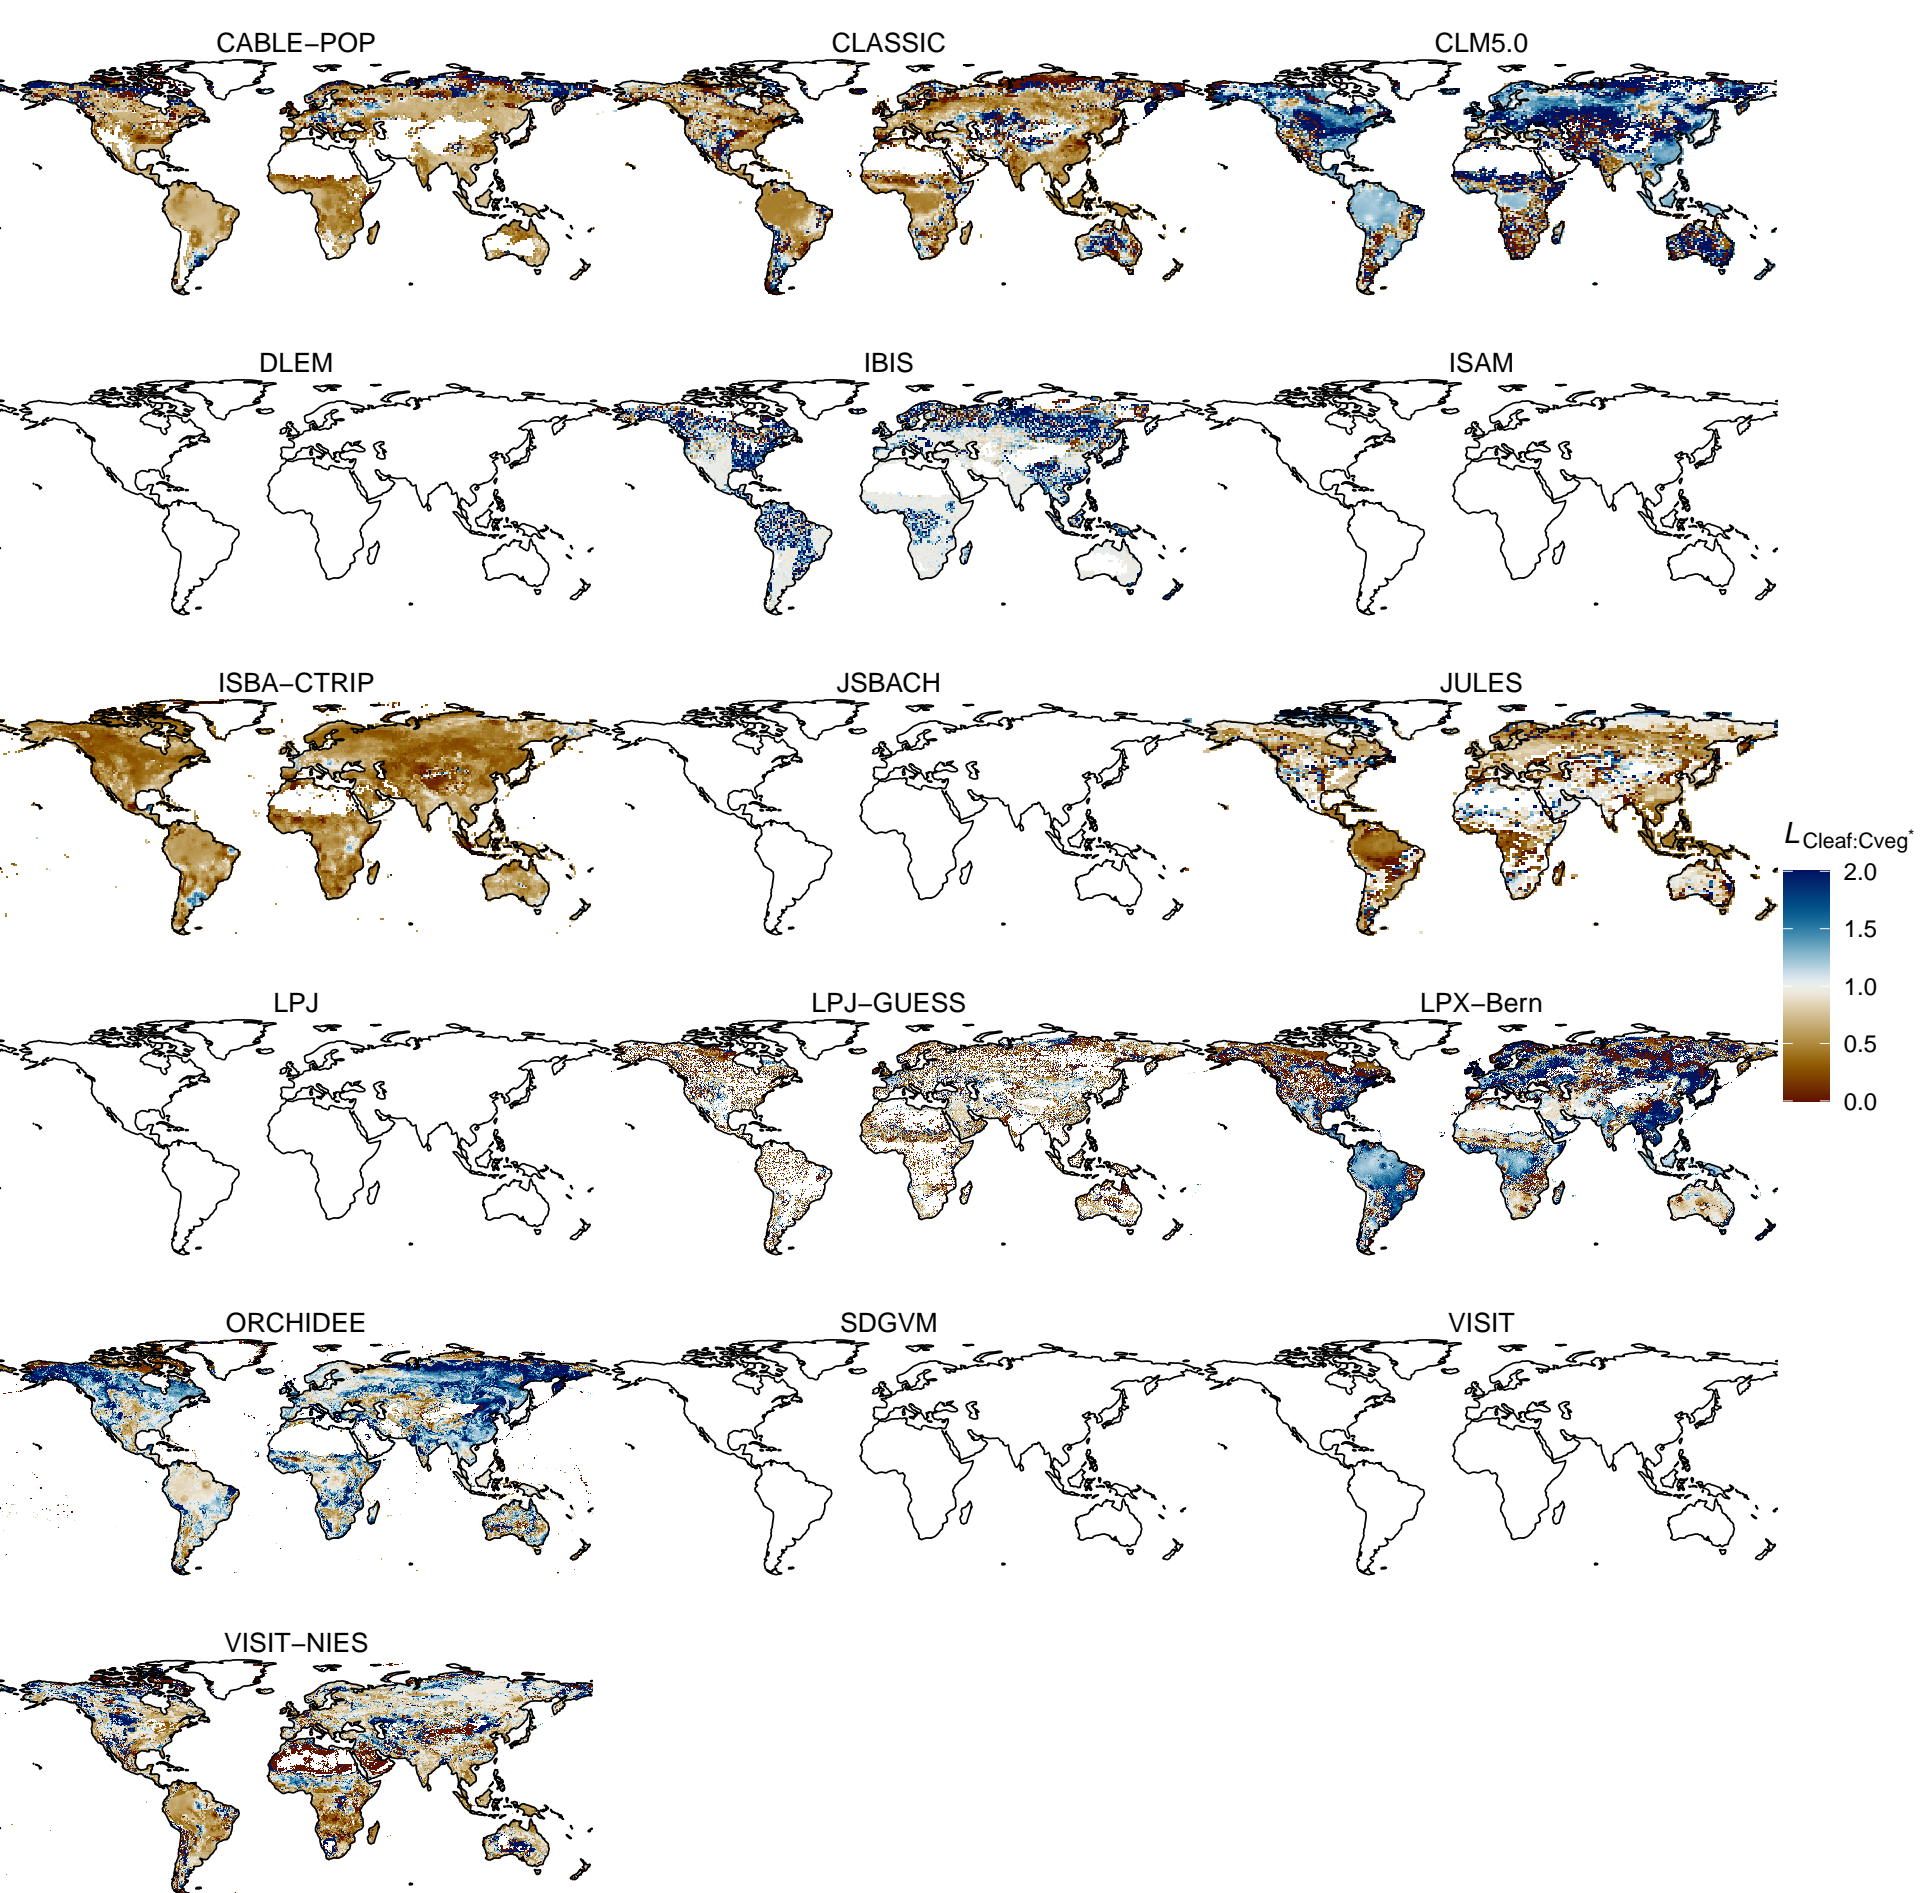 CABLE−POP
CLASSIC
CLM5.0
DLEM
IBIS
ISAM
ISBA−CTRIP
JSBACH
JULES
LPJ
LPJ−GUESS
LPX−Bern
ORCHIDEE
SDGVM
VISIT
VISIT−NIES
L Cleaf:Cveg*
2.0
1.5
1.0
0.5
0.0